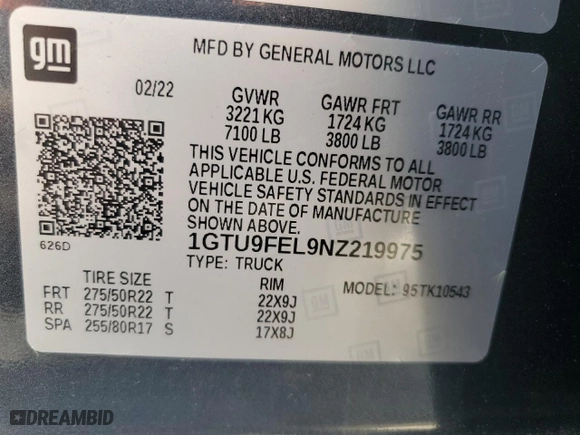 gm
MFD BY GENERAL MOTORS LLC
02/22
GVWR GAWR FRT GAWR RR
3221 KG 1724 KG 1724 KG
7100 LB 3800 LB 3800 LB
THIS VEHICLE CONFORMS TO ALL
APPLICABLE U.S. FEDERAL MOTOR
VEHICLE SAFETY STANDARDS IN EFFECT
ON THE DATE OF MANUFACTURE
SHOWN ABOVE.
626D
1GTU9FEL9NZ219975
TYPE: TRUCK
MODEL: 95TK10543
TIRE SIZE RIM
FRT 275/50R22 T 22X9J
RR 275/50R22 T 22X9J
SPA 255/80R17 S 17X8J
DREAMBID